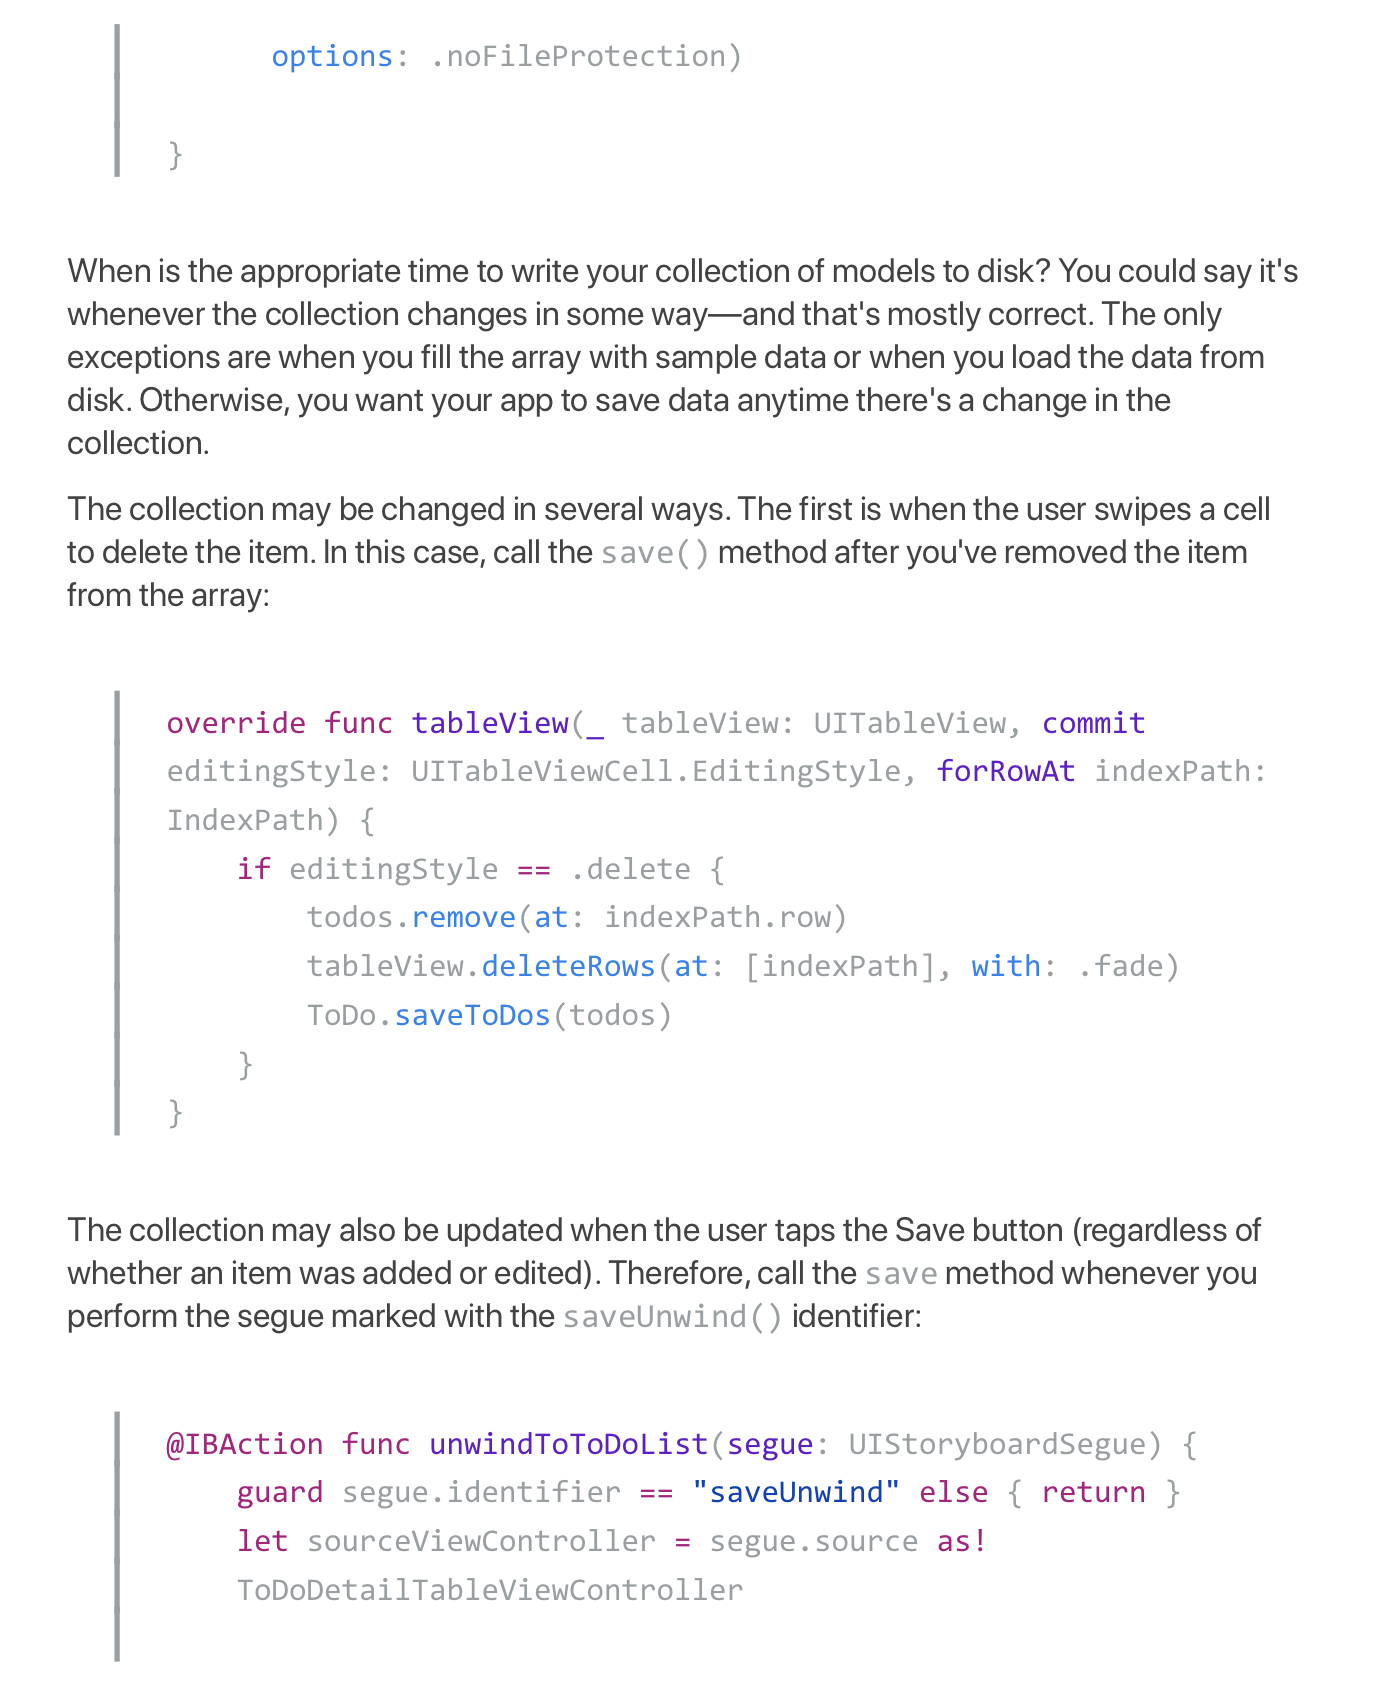 options: .noFileProtection)
}
When is the appropriate time to write your collection of models to disk? You could say it's
whenever the collection changes in some way—and that's mostly correct. The only
exceptions are when you fill the array with sample data or when you load the data from
disk. Otherwise, you want your app to save data anytime there's a change in the
collection.
The collection may be changed in several ways. The first is when the user swipes a cell
to delete the item. In this case, call the save() method after you've removed the item
from the array:
override func tableView(_ tableView: UITableView, commit
editingStyle: UITableViewCell.EditingStyle, forRowAt indexPath:
IndexPath) {
    if editingStyle == .delete {
        todos.remove(at: indexPath.row)
        tableView.deleteRows(at: [indexPath], with: .fade)
        ToDo.saveToDos(todos)
    }
}
The collection may also be updated when the user taps the Save button (regardless of
whether an item was added or edited). Therefore, call the save method whenever you
perform the segue marked with the saveUnwind() identifier:
@IBAction func unwindToToDoList(segue: UIStoryboardSegue) {
    guard segue.identifier == "saveUnwind" else { return }
    let sourceViewController = segue.source as!
    ToDoDetailTableViewController